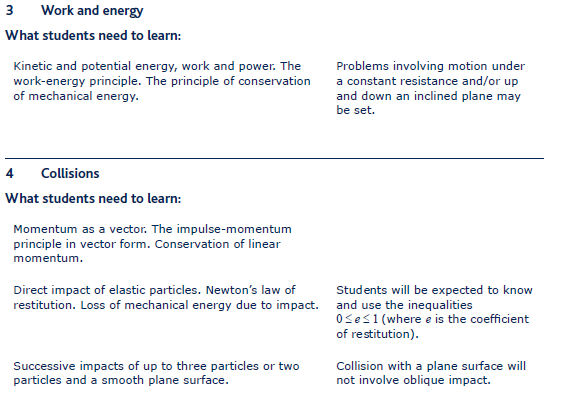 3 Work and energy
What students need to learn:
Kinetic and potential energy, work and power. The
work-energy principle. The principle of conservation
of mechanical energy.
Problems involving motion under
a constant resistance and/or up
and down an inclined plane may
be set.
4 Collisions
What students need to learn:
Momentum as a vector. The impulse-momentum
principle in vector form. Conservation of linear
momentum.
Direct impact of elastic particles. Newton's law of
restitution. Loss of mechanical energy due to impact.
Students will be expected to know
and use the inequalities
0 ≤ e ≤ 1 (where e is the coefficient
of restitution).
Successive impacts of up to three particles or two
particles and a smooth plane surface.
Collision with a plane surface will
not involve oblique impact.